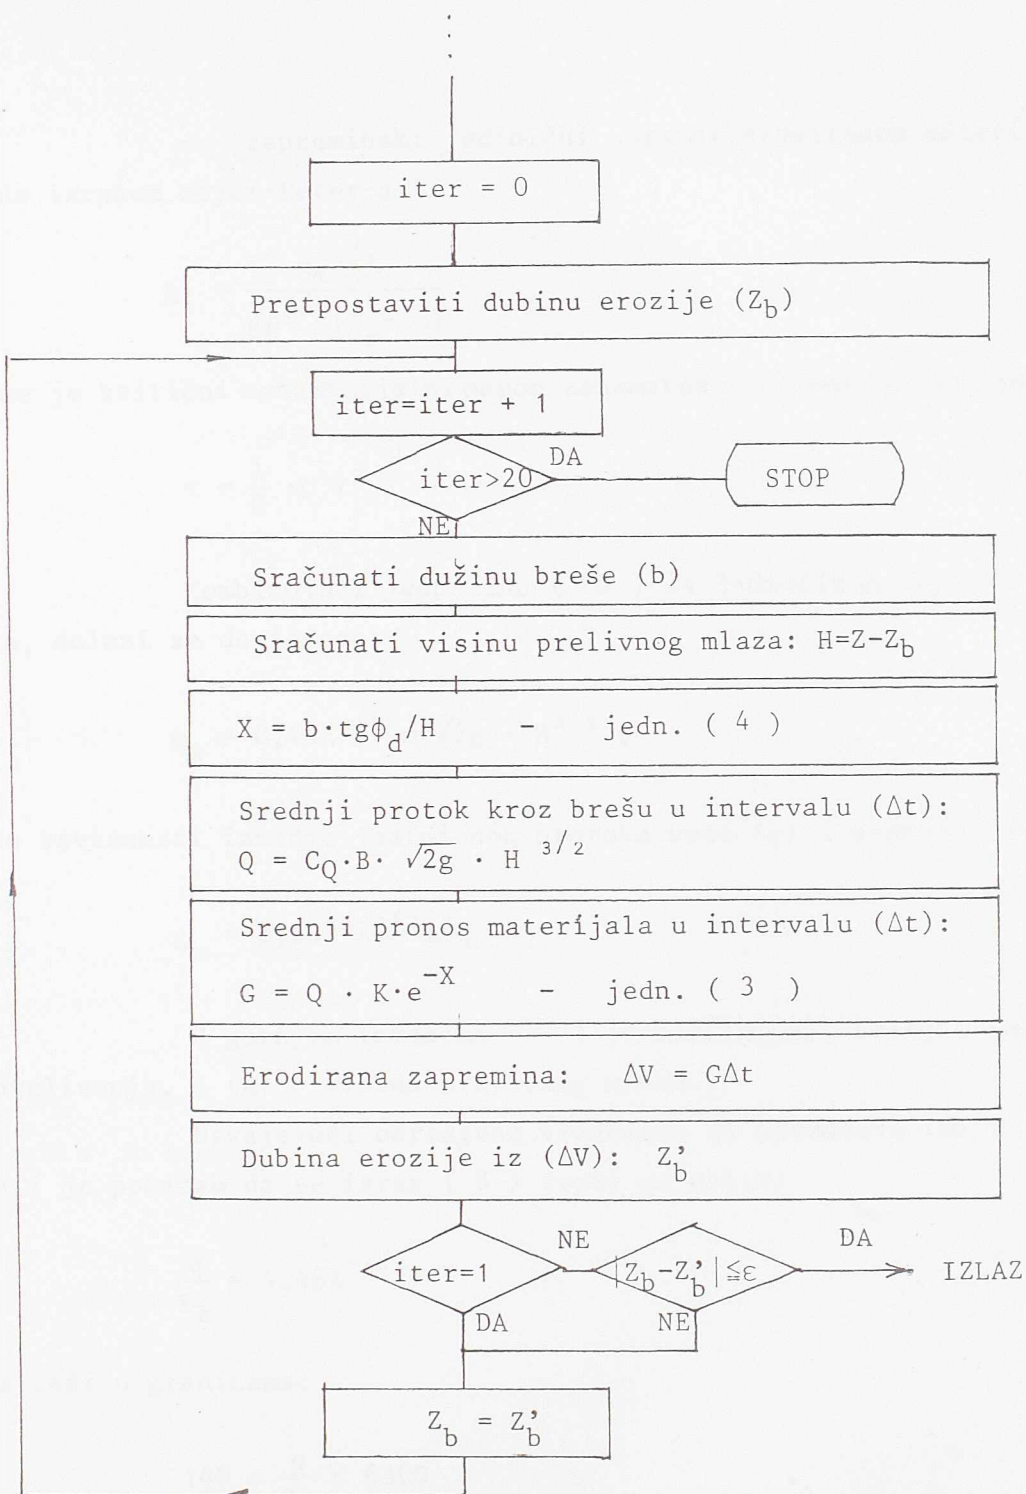 iter = 0
Pretpostaviti dubinu erozije (Z_b)
iter=iter + 1
iter>20
DA
STOP
NE
Sračunati dužinu breše (b)
Sračunati visinu prelivnog mlaza: H=Z-Z_b
X = b·tgϕ_d/H - jedn. ( 4 )
Srednji protok kroz brešu u intervalu (Δt):
Q = C_Q·B· √2g · H ^3/2
Srednji pronos materijala u intervalu (Δt):
G = Q · K·e^-X - jedn. ( 3 )
Erodirana zapremina: ΔV = GΔt
Dubina erozije iz (ΔV): Z_b'
iter=1
NE
|Z_b-Z_b'|≦ε
DA
IZLAZ
DA
NE
Z_b = Z_b'